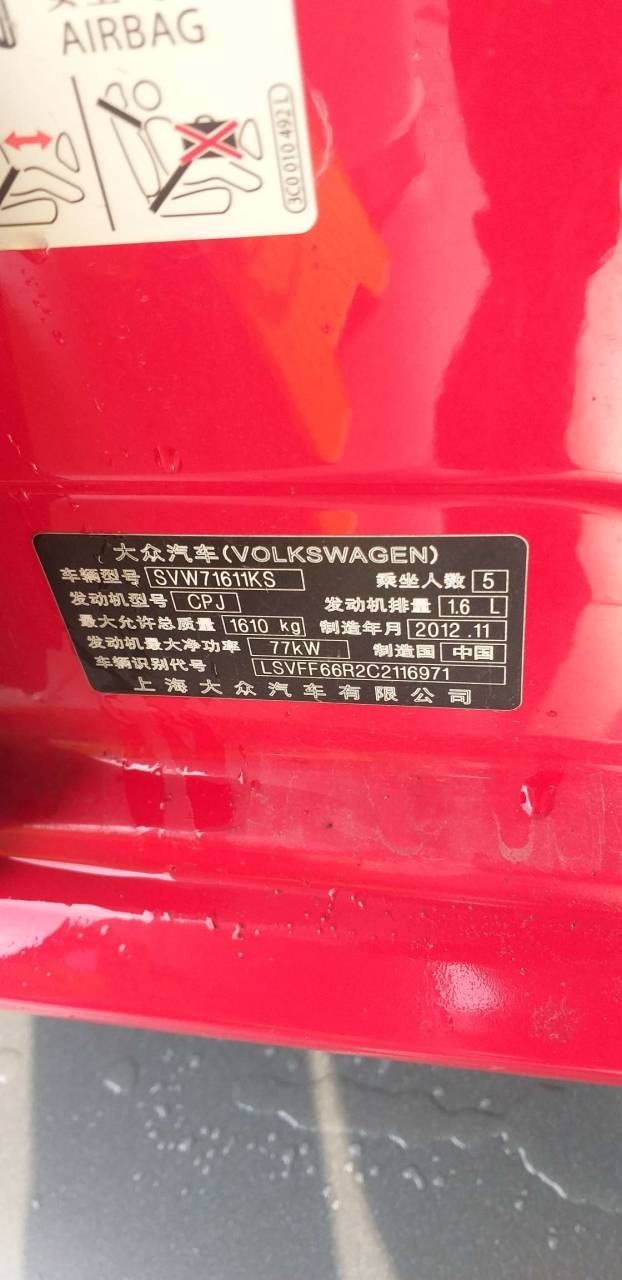 AIRBAG
3C0 010 492 L
大众汽车(VOLKSWAGEN)
车辆型号 SVW71611KS 乘坐人数 5
发动机型号 CPJ 发动机排量 1.6 L
最大允许总质量 1610 kg 制造年月 2012.11
发动机最大净功率 77kW 制造国 中国
车辆识别代号 LSVFF66R2C2116971
上海大众汽车有限公司